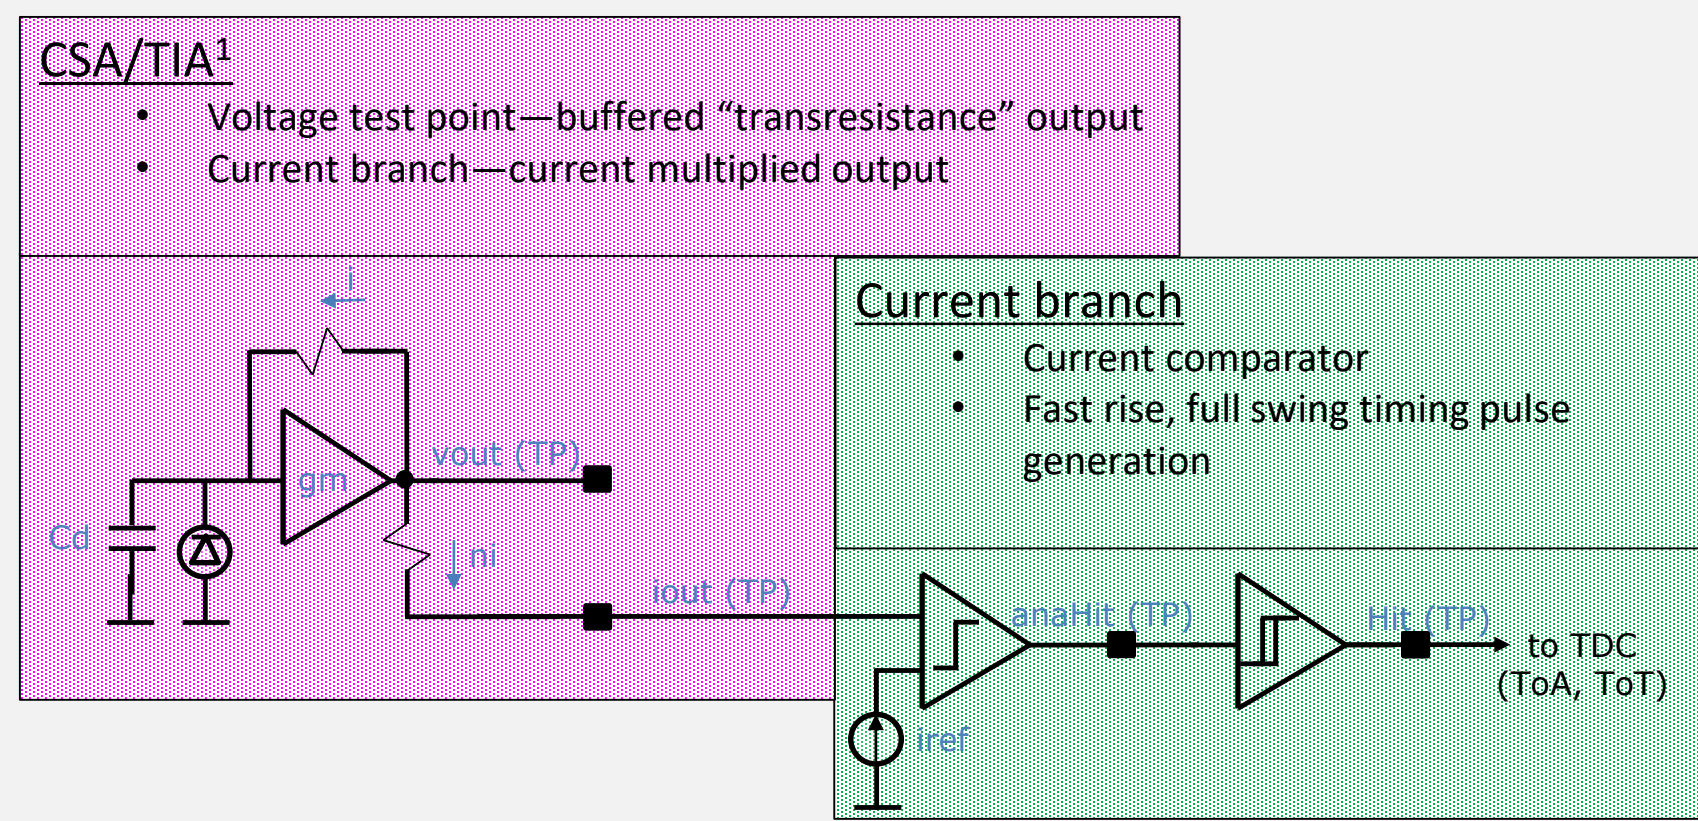 CSA/TIA¹
• Voltage test point—buffered “transresistance” output
• Current branch—current multiplied output
i
Current branch
• Current comparator
• Fast rise, full swing timing pulse
generation
vout (TP)
gm
Cd
ni
iout (TP)
anaHit (TP)
Hit (TP)
to TDC
(ToA, ToT)
iref